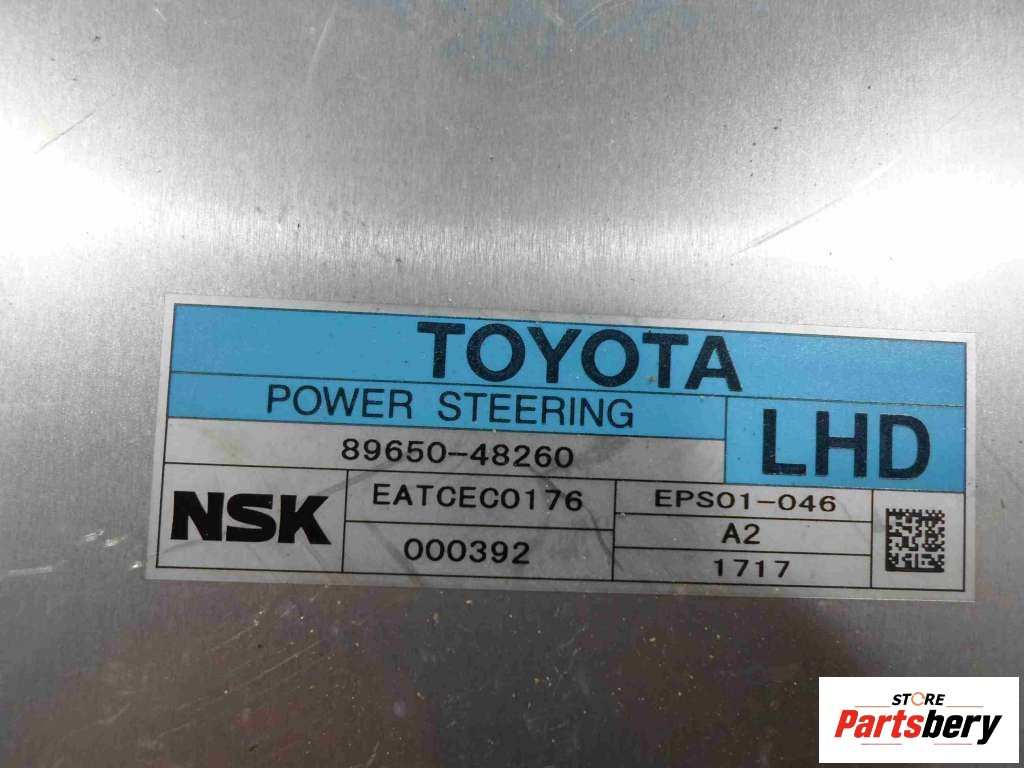 TOYOTA
POWER STEERING
LHD
89650-48260
NSK
EATCEC0176
EPS01-046
A2
000392
1717
STORE
Partsbery